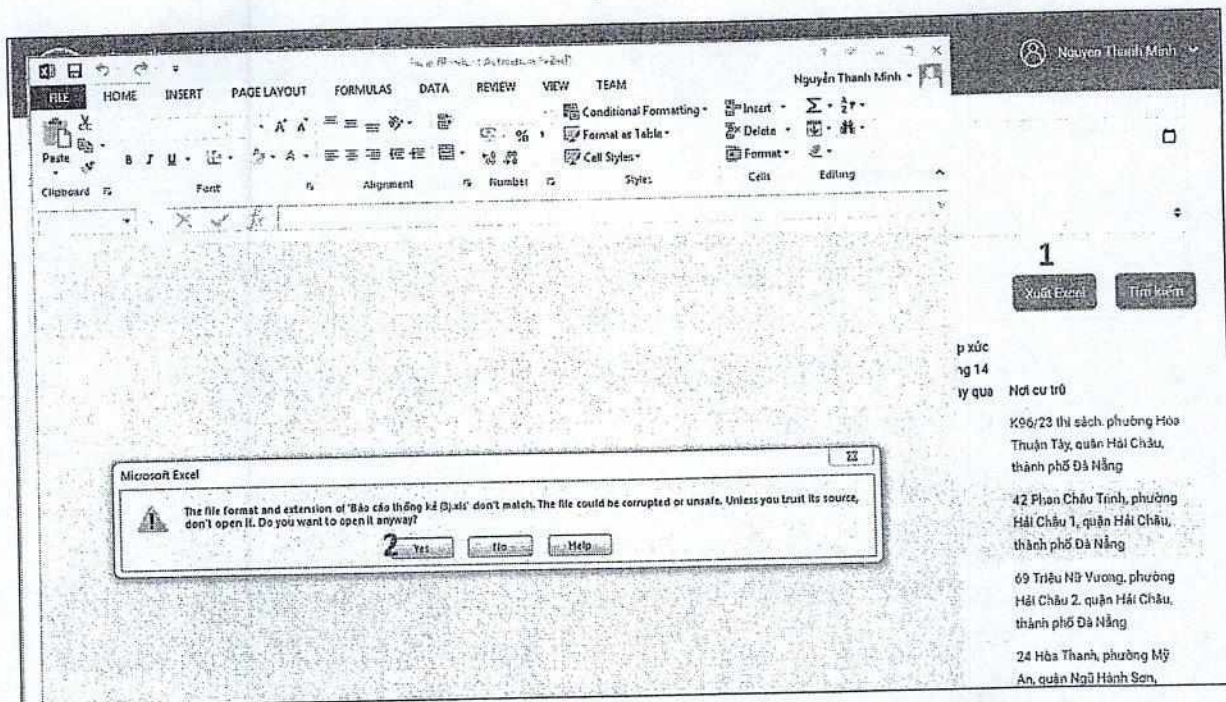 Nguyen Thanh Minh
Nguyễn Thanh Minh
FILE HOME INSERT PAGE LAYOUT FORMULAS DATA REVIEW VIEW TEAM
Paste
B I U
A A
A
%
Conditional Formatting
Format as Table
Cell Styles
Insert
Delete
Format
Clipboard Font Alignment Number Styles Cells Editing
fx
1
Xuất Excel Tìm kiếm
p xúc
ng 14
ày qua
Nơi cư trú
K96/23 thi sách, phường Hòa
Thuận Tây, quận Hải Châu,
thành phố Đà Nẵng
42 Phan Châu Trinh, phường
Hải Châu 1, quận Hải Châu,
thành phố Đà Nẵng
69 Triệu Nữ Vương, phường
Hải Châu 2, quận Hải Châu,
thành phố Đà Nẵng
24 Hòa Thanh, phường Mỹ
An, quận Ngũ Hành Sơn,
Microsoft Excel
The file format and extension of 'Báo cáo thống kê (3).xls' don't match. The file could be corrupted or unsafe. Unless you trust its source,
don't open it. Do you want to open it anyway?
2 Yes No Help